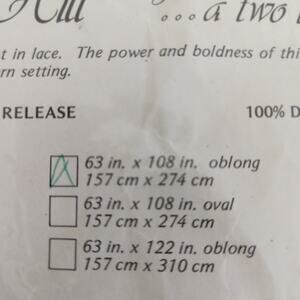 . . . a two
t in lace. The power and boldness of thi
rn setting.
RELEASE
100% D
63 in. x 108 in. oblong
157 cm x 274 cm
63 in. x 108 in. oval
157 cm x 274 cm
63 in. x 122 in. oblong
157 cm x 310 cm